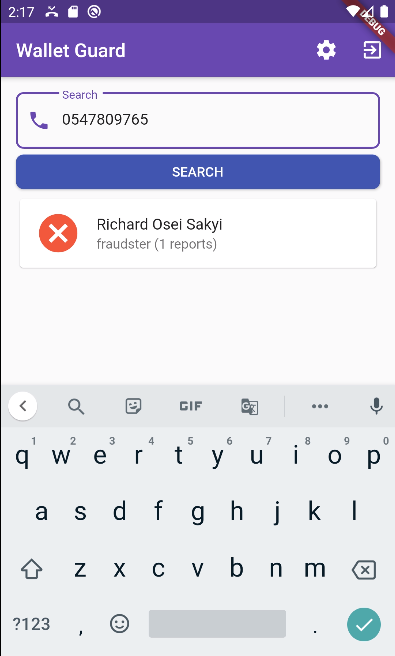 2:17
DEBUG
Wallet Guard
Search
0547809765
SEARCH
Richard Osei Sakyi
fraudster (1 reports)
GIF
1 2 3 4 5 6 7 8 9 0
q w e r t y u i o p
a s d f g h j k l
z x c v b n m
?123 , .